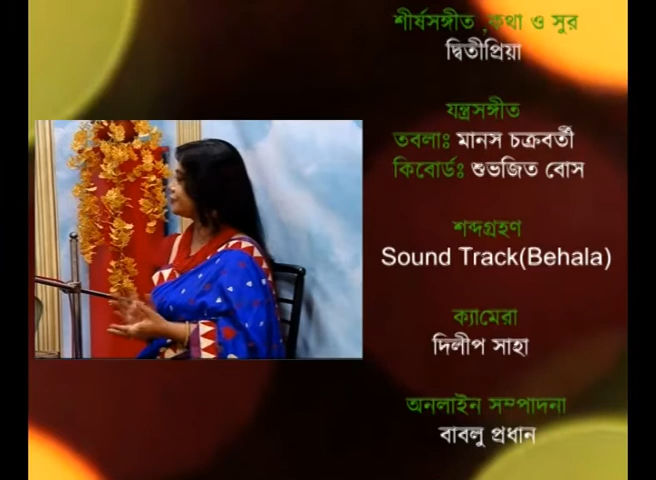 শীর্ষসঙ্গীত ,কথা ও সুর
দ্বিতীপ্রিয়া
যন্ত্রসঙ্গীত
তবলাঃ মানস চক্রবর্তী
কিবোর্ডঃ শুভজিত বোস
শব্দগ্রহণ
Sound Track(Behala)
ক্যামেরা
দিলীপ সাহা
অনলাইন সম্পাদনা
বাবলু প্রধান